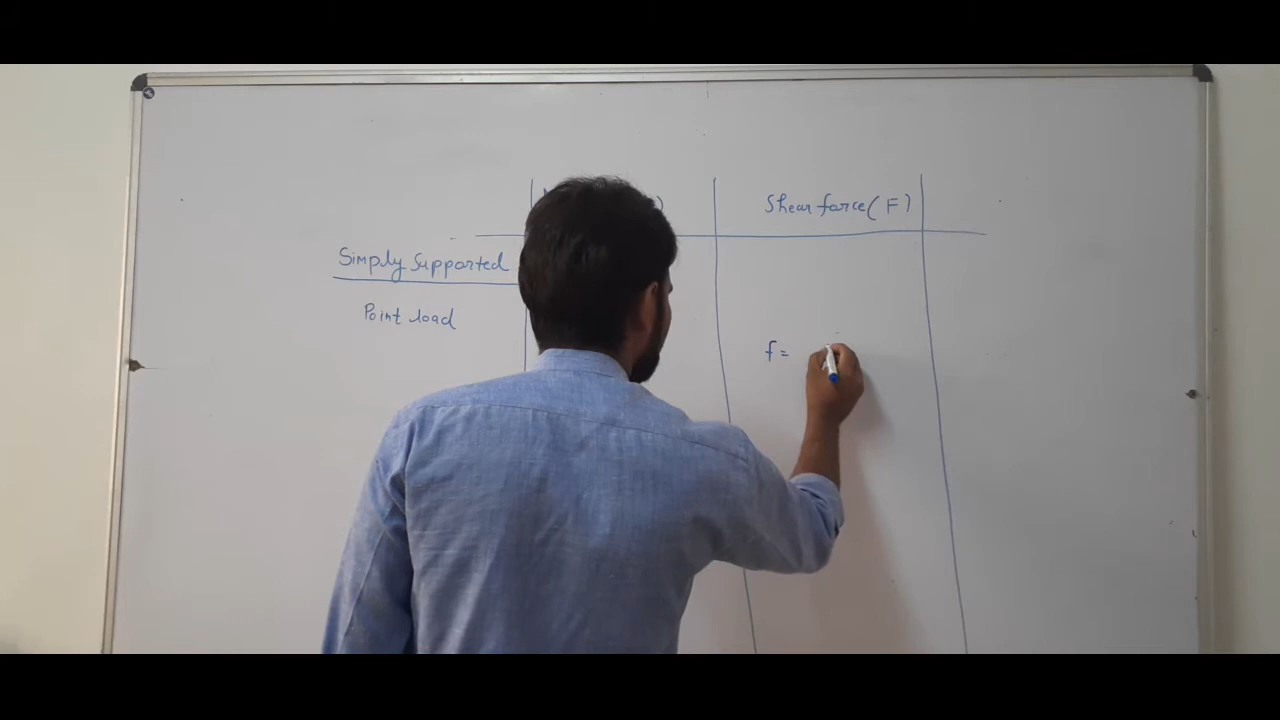 Shear force (F)
Simply Supported
Point load
f =